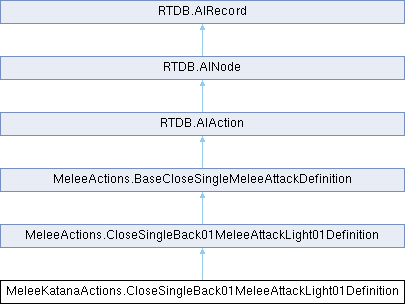 RTDB.AIRecord
RTDB.AINode
RTDB.AIAction
MeleeActions.BaseCloseSingleMeleeAttackDefinition
MeleeActions.CloseSingleBack01MeleeAttackLight01Definition
MeleeKatanaActions.CloseSingleBack01MeleeAttackLight01Definition